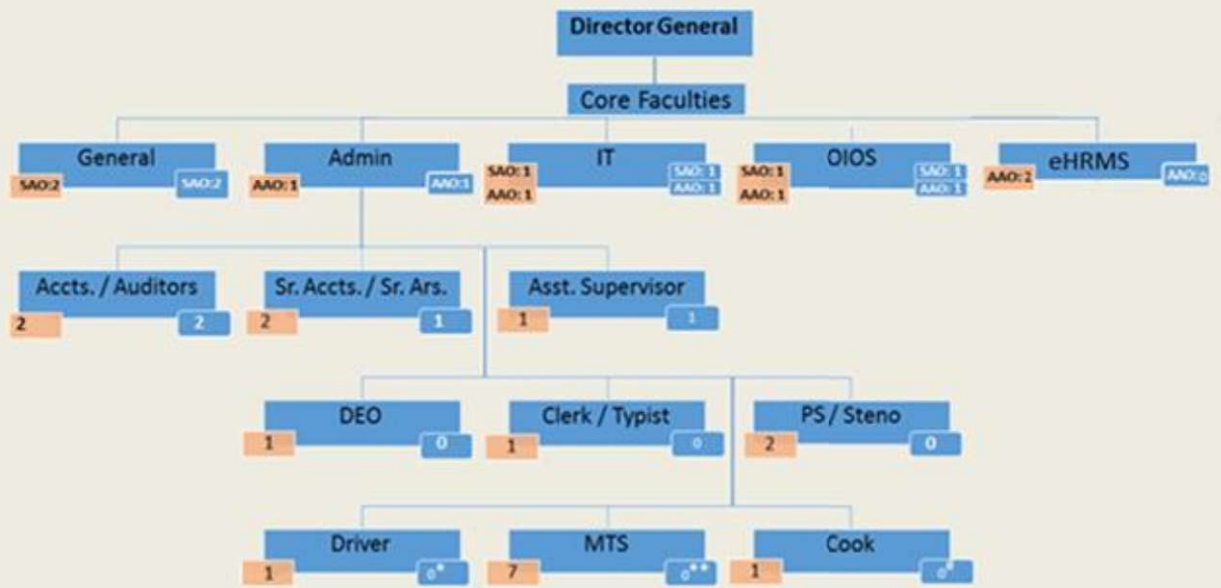 Director General
Core Faculties
General
SAO:2
SAO:2
Admin
AAO: 1
AAO:1
IT
SAO: 1
AAO: 1
SAO: 1
AAO: 1
OIOS
SAO: 1
AAO: 1
SAO: 1
AAO: 1
eHRMS
AAO: 2
AAO:0
Accts. / Auditors
2
2
Sr. Accts. / Sr. Ars.
2
1
Asst. Supervisor
1
1
DEO
1
0
Clerk / Typist
1
0
PS / Steno
2
0
Driver
1
0*
MTS
7
0**
Cook
1
0#